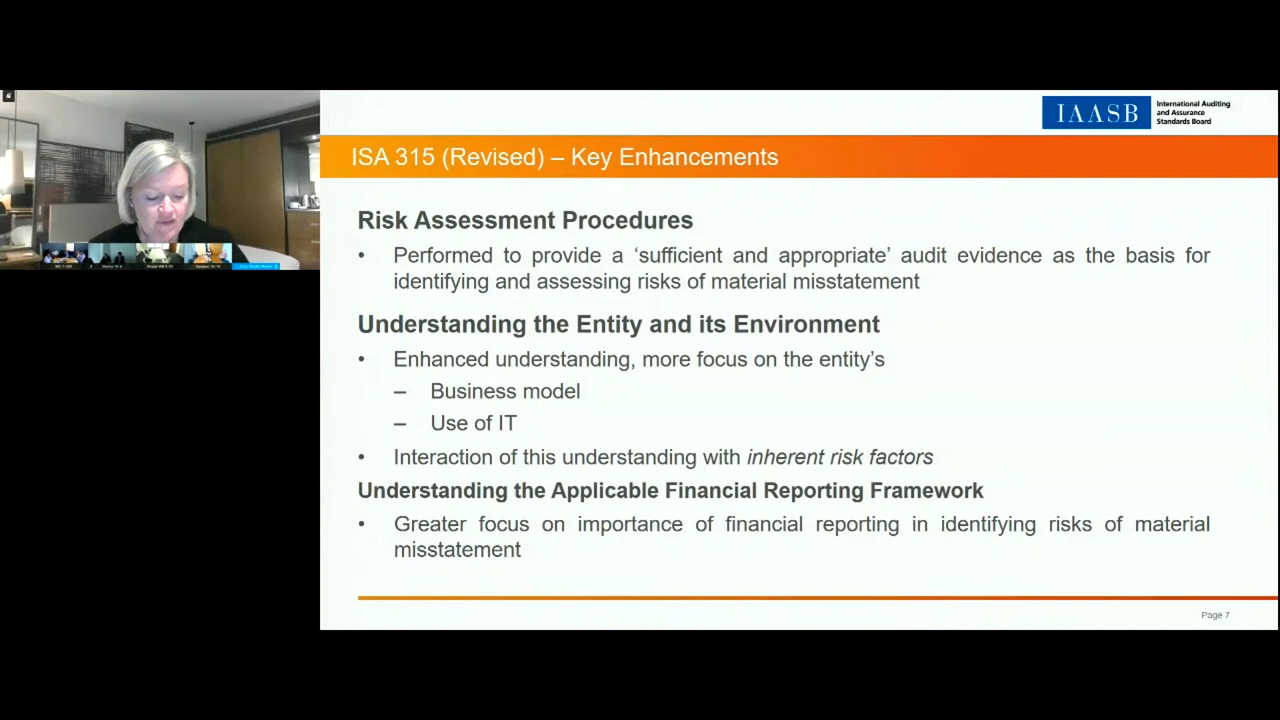 IAASB
International Auditing
and Assurance
Standards Board
ISA 315 (Revised) – Key Enhancements
Risk Assessment Procedures
• Performed to provide a ‘sufficient and appropriate’ audit evidence as the basis for
identifying and assessing risks of material misstatement
Understanding the Entity and its Environment
• Enhanced understanding, more focus on the entity’s
– Business model
– Use of IT
• Interaction of this understanding with inherent risk factors
Understanding the Applicable Financial Reporting Framework
• Greater focus on importance of financial reporting in identifying risks of material
misstatement
Page 7